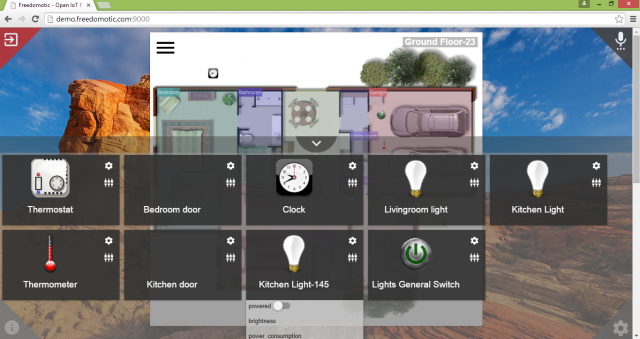 Freedomotic - Open IoT F
demo.freedomotic.com:9000
Ground Floor-23
Bedroom
Thermostat
Bedroom door
Clock
Livingroom light
Kitchen Light
Thermometer
Kitchen door
Kitchen Light-145
Lights General Switch
powered
brightness
power_consumption